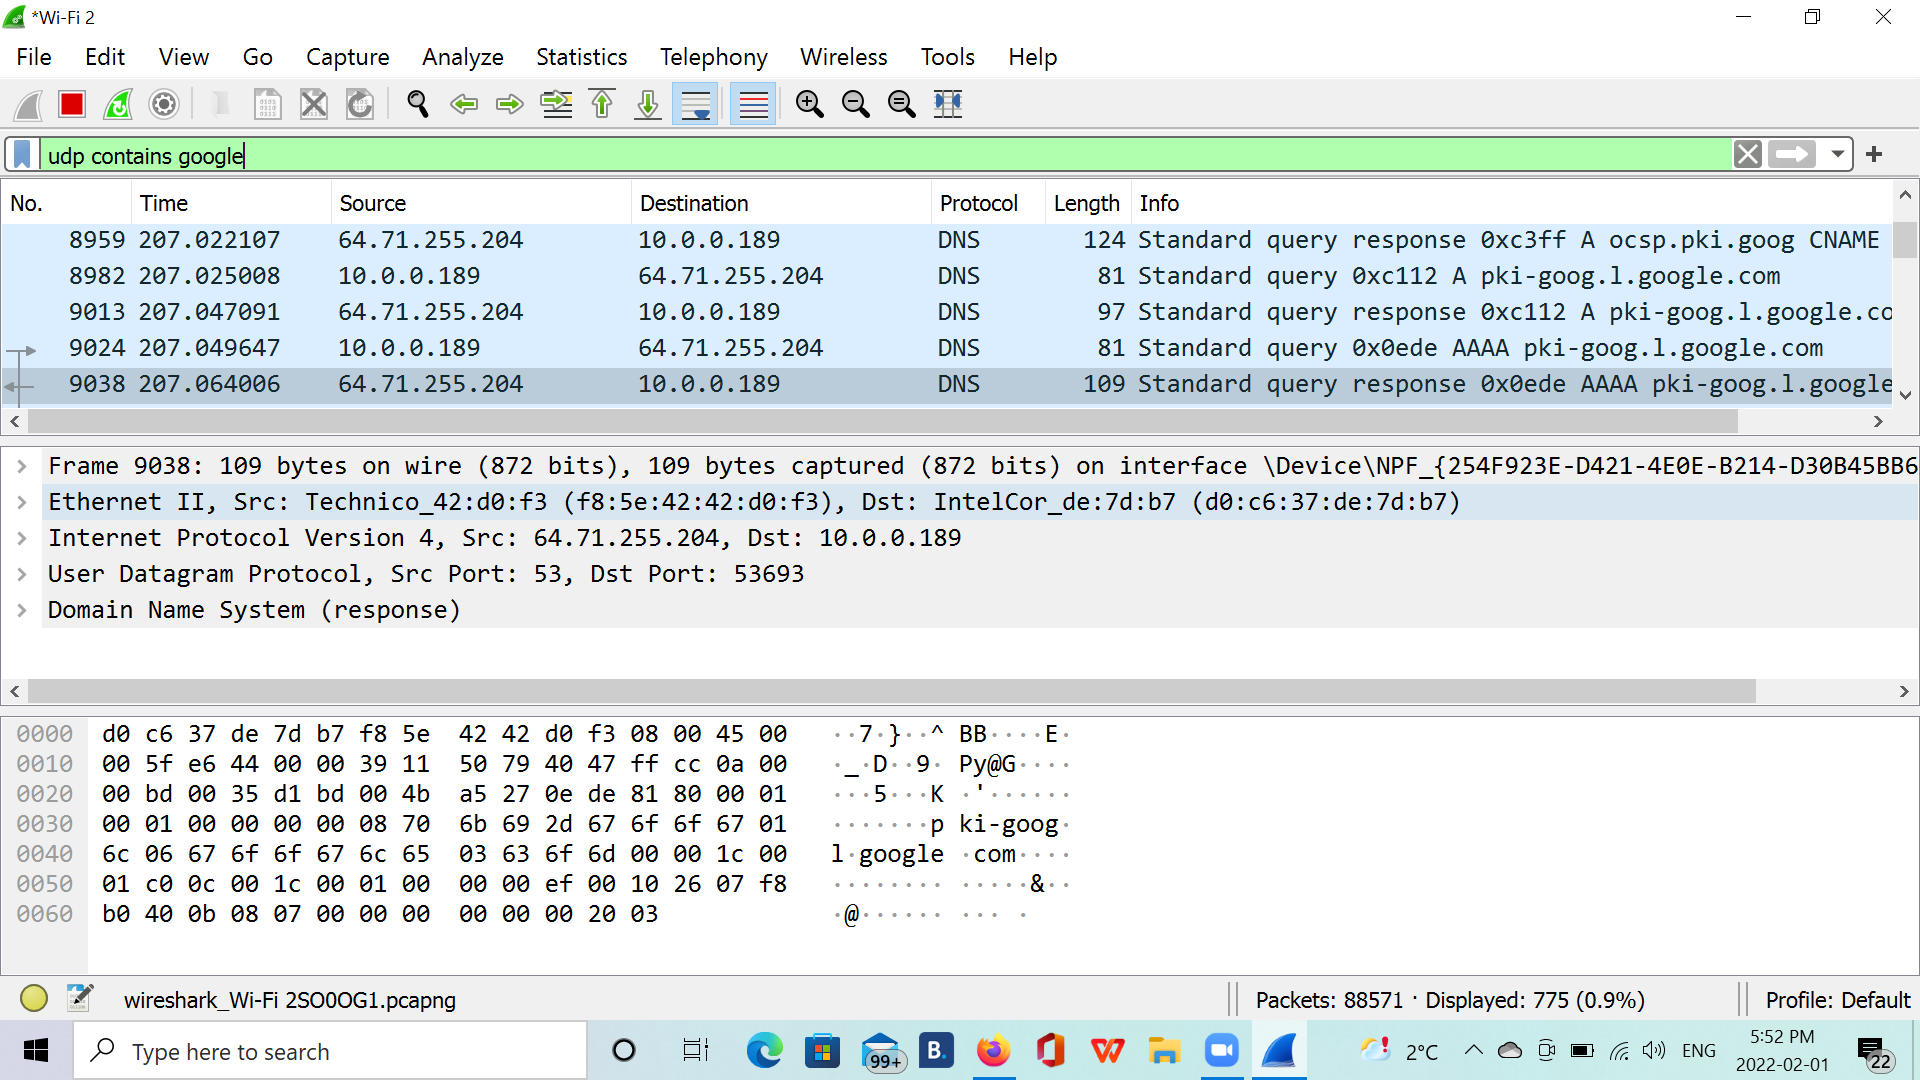 *Wi-Fi 2
File Edit View Go Capture Analyze Statistics Telephony Wireless Tools Help
udp contains google
No. Time Source Destination Protocol Length Info
8959 207.022107 64.71.255.204 10.0.0.189 DNS 124 Standard query response 0xc3ff A ocsp.pki.goog CNAME
8982 207.025008 10.0.0.189 64.71.255.204 DNS 81 Standard query 0xc112 A pki-goog.l.google.com
9013 207.047091 64.71.255.204 10.0.0.189 DNS 97 Standard query response 0xc112 A pki-goog.l.google.co
9024 207.049647 10.0.0.189 64.71.255.204 DNS 81 Standard query 0x0ede AAAA pki-goog.l.google.com
9038 207.064006 64.71.255.204 10.0.0.189 DNS 109 Standard query response 0x0ede AAAA pki-goog.l.google
Frame 9038: 109 bytes on wire (872 bits), 109 bytes captured (872 bits) on interface \Device\NPF_{254F923E-D421-4E0E-B214-D30B45BB6
Ethernet II, Src: Technico_42:d0:f3 (f8:5e:42:42:d0:f3), Dst: IntelCor_de:7d:b7 (d0:c6:37:de:7d:b7)
Internet Protocol Version 4, Src: 64.71.255.204, Dst: 10.0.0.189
User Datagram Protocol, Src Port: 53, Dst Port: 53693
Domain Name System (response)
0000 d0 c6 37 de 7d b7 f8 5e 42 42 d0 f3 08 00 45 00 ··7·}··^ BB····E·
0010 00 5f e6 44 00 00 39 11 50 79 40 47 ff cc 0a 00 ·_·D··9· Py@G····
0020 00 bd 00 35 d1 bd 00 4b a5 27 0e de 81 80 00 01 ···5···K ·'······
0030 00 01 00 00 00 00 08 70 6b 69 2d 67 6f 6f 67 01 ·······p ki-goog·
0040 6c 06 67 6f 6f 67 6c 65 03 63 6f 6d 00 00 1c 00 l·google ·com····
0050 01 c0 0c 00 1c 00 01 00 00 00 ef 00 10 26 07 f8 ········ ·····&··
0060 b0 40 0b 08 07 00 00 00 00 00 00 20 03 ·@······ ··· ·
wireshark_Wi-Fi 2SO0OG1.pcapng Packets: 88571 · Displayed: 775 (0.9%) Profile: Default
Type here to search 99+ B. 2°C ENG 5:52 PM
2022-02-01 22